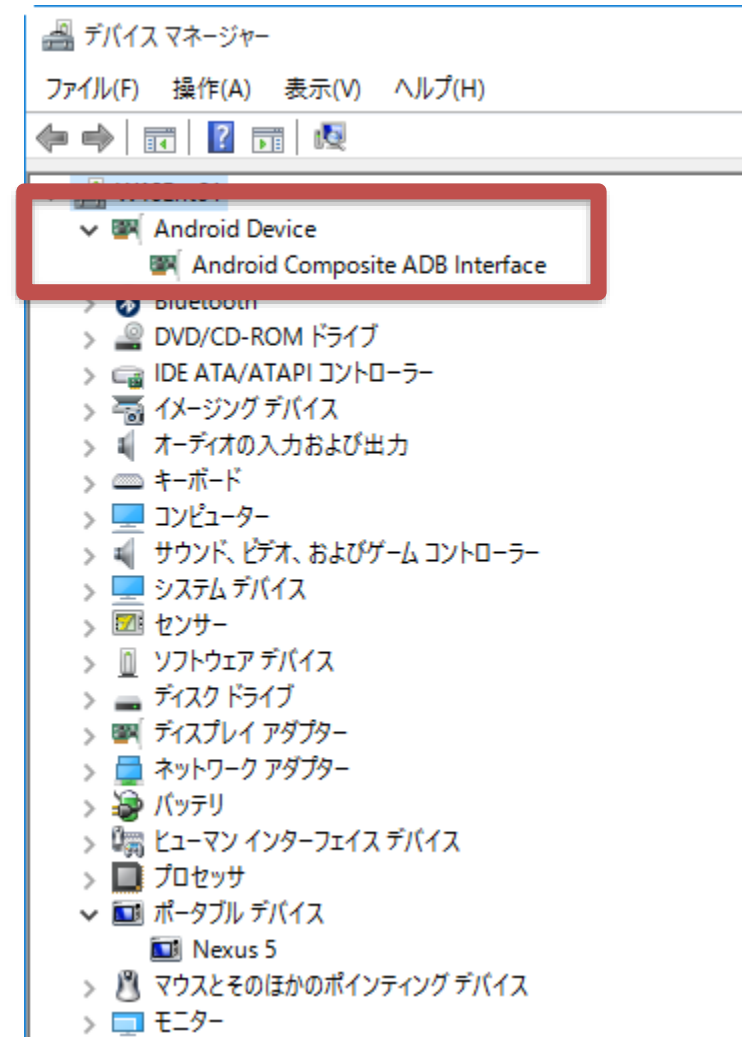 デバイス マネージャー
ファイル(F) 操作(A) 表示(V) ヘルプ(H)
Android Device
Android Composite ADB Interface
Bluetooth
DVD/CD-ROM ドライブ
IDE ATA/ATAPI コントローラー
イメージング デバイス
オーディオの入力および出力
キーボード
コンピューター
サウンド、ビデオ、およびゲーム コントローラー
システム デバイス
センサー
ソフトウェア デバイス
ディスク ドライブ
ディスプレイ アダプター
ネットワーク アダプター
バッテリ
ヒューマン インターフェイス デバイス
プロセッサ
ポータブル デバイス
Nexus 5
マウスとそのほかのポインティング デバイス
モニター